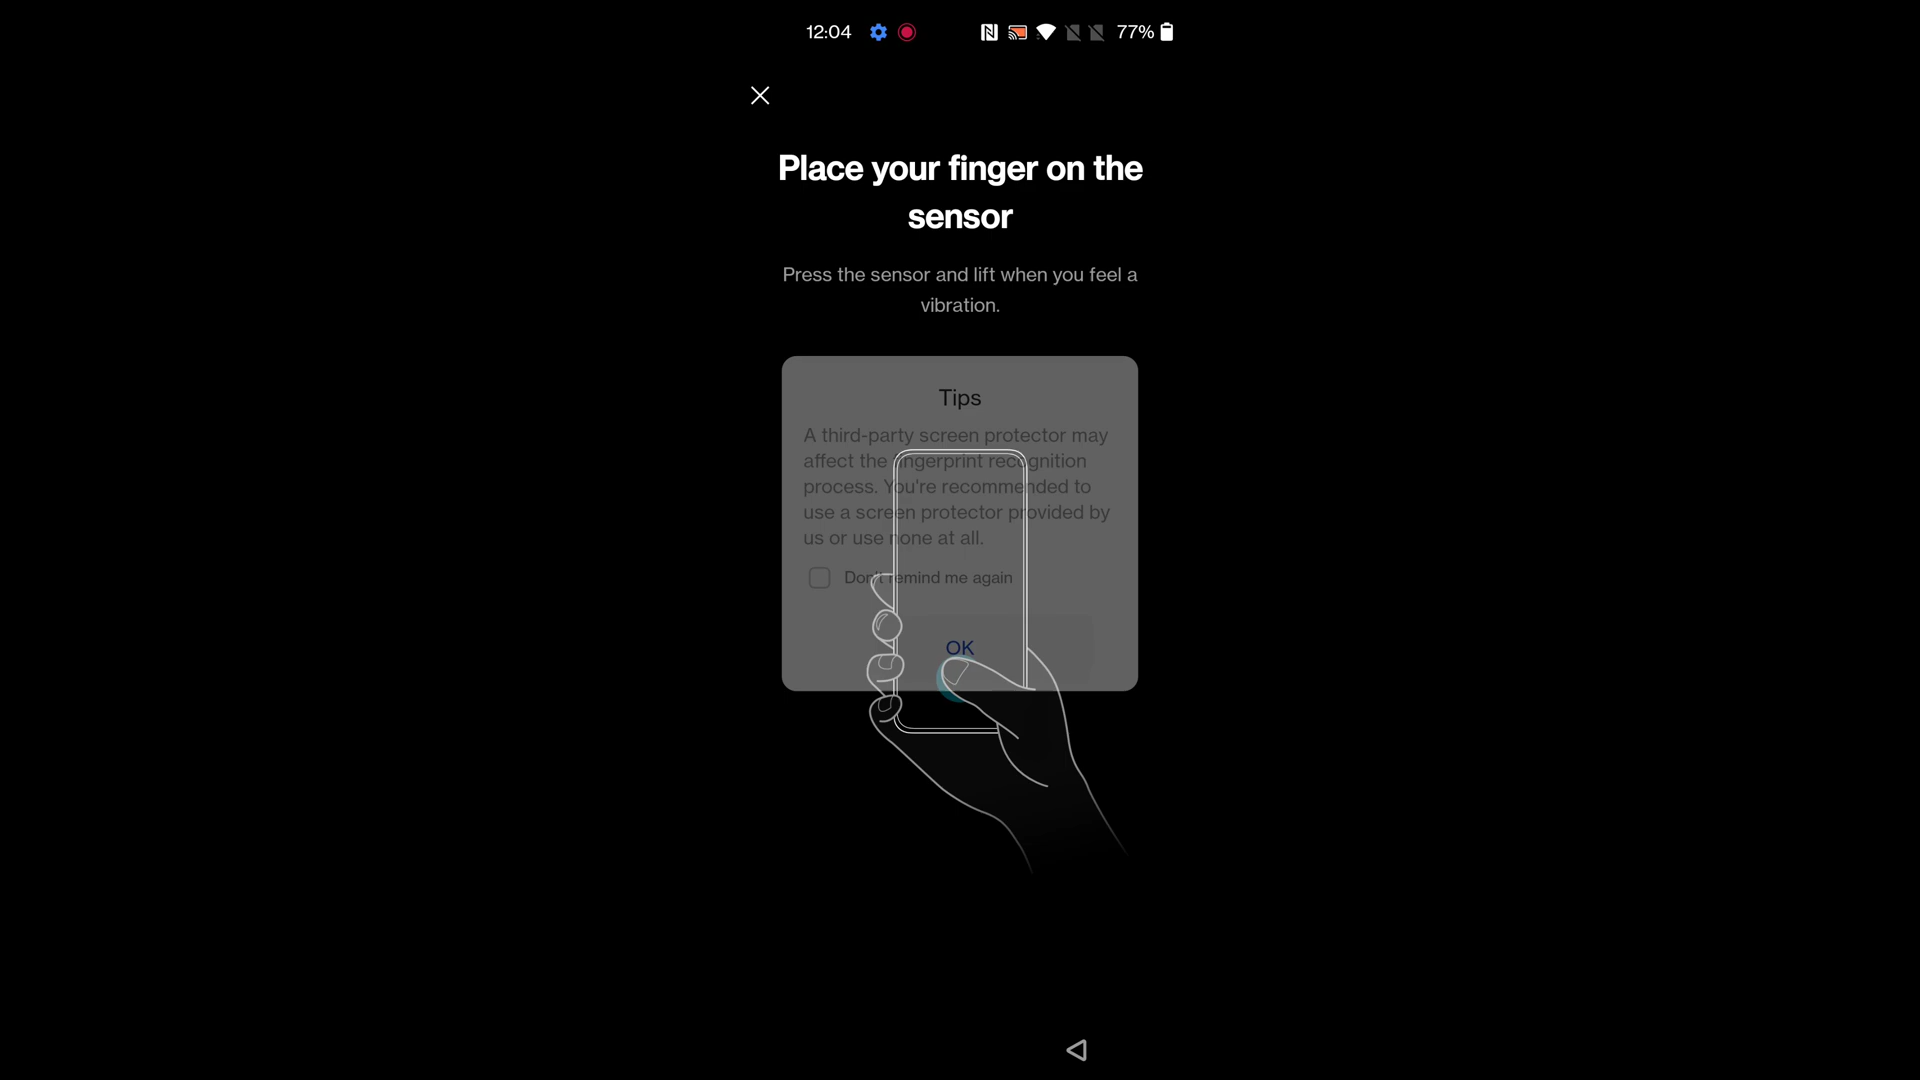 12:04
77%
Place your finger on the
sensor
Press the sensor and lift when you feel a
vibration.
Tips
A third-party screen protector may
affect the fingerprint recognition
process. You're recommended to
use a screen protector provided by
us or use none at all.
Don't remind me again
OK